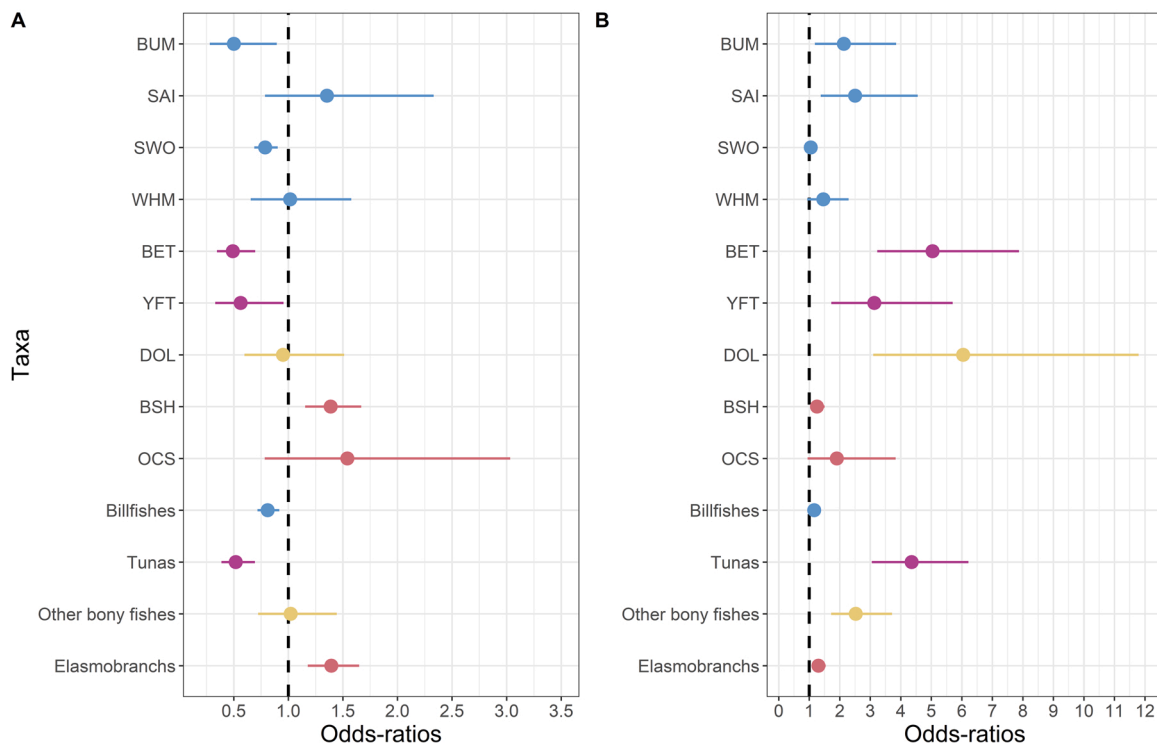 A
Taxa
BUM
SAI
SWO
WHM
BET
YFT
DOL
BSH
OCS
Billfishes
Tunas
Other bony fishes
Elasmobranchs
0.5 1.0 1.5 2.0 2.5 3.0 3.5
Odds-ratios
B
BUM
SAI
SWO
WHM
BET
YFT
DOL
BSH
OCS
Billfishes
Tunas
Other bony fishes
Elasmobranchs
0 1 2 3 4 5 6 7 8 9 10 11 12
Odds-ratios